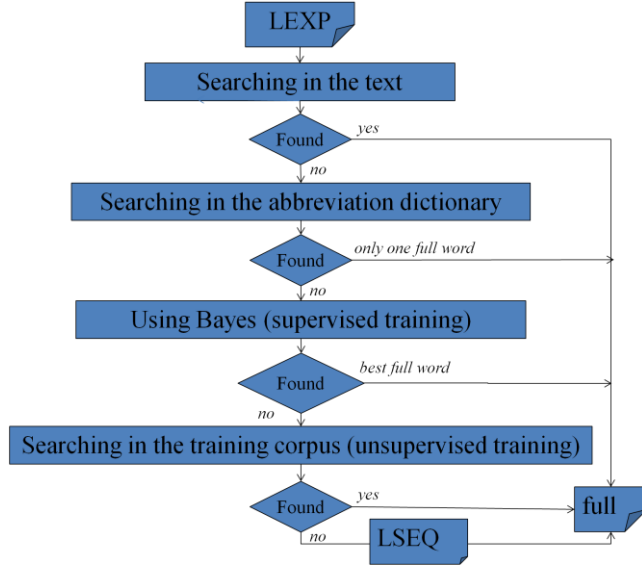 LEXP
Searching in the text
Found
yes
no
Searching in the abbreviation dictionary
Found
only one full word
no
Using Bayes (supervised training)
Found
best full word
no
Searching in the training corpus (unsupervised training)
Found
yes
full
no
LSEQ